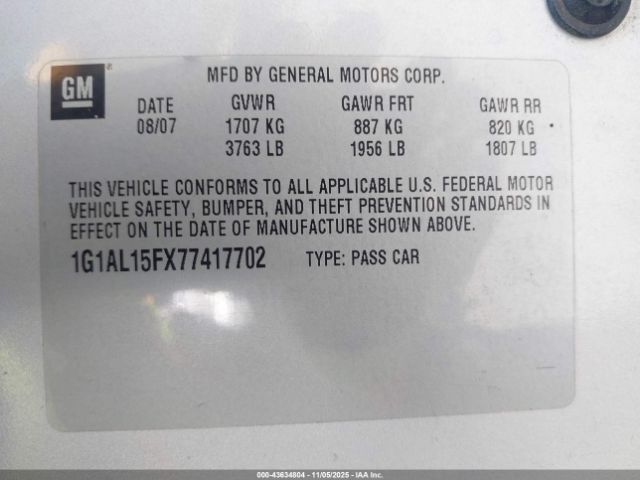 GM ®
MFD BY GENERAL MOTORS CORP.
DATE GVWR GAWR FRT GAWR RR
08/07 1707 KG 887 KG 820 KG
3763 LB 1956 LB 1807 LB
THIS VEHICLE CONFORMS TO ALL APPLICABLE U.S. FEDERAL MOTOR
VEHICLE SAFETY, BUMPER, AND THEFT PREVENTION STANDARDS IN
EFFECT ON THE DATE OF MANUFACTURE SHOWN ABOVE.
1G1AL15FX77417702 TYPE: PASS CAR
000-43634804 - 11/05/2025 - IAA Inc.